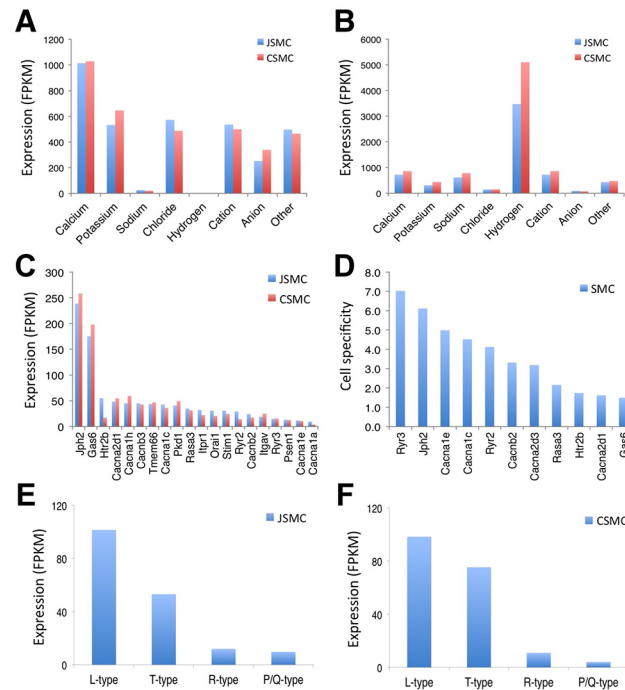 A
Expression (FPKM)
1200
1000
800
600
400
200
0
JSMC
CSMC
Calcium
Potassium
Sodium
Chloride
Hydrogen
Cation
Anion
Other
B
Expression (FPKM)
6000
5000
4000
3000
2000
1000
0
JSMC
CSMC
Calcium
Potassium
Sodium
Chloride
Hydrogen
Cation
Anion
Other
C
Expression (FPKM)
300
250
200
150
100
50
0
JSMC
CSMC
Jph2
Gas6
Htr2b
Cacna2d1
Cacna1h
Cacnb3
Tmem66
Cacna1c
Pkd1
Rasa3
Itpr1
Orai1
Stim1
Ryr2
Cacnb2
Itgav
Ryr3
Psen1
Cacna1e
Cacna1a
D
Cell specificity
8.0
7.0
6.0
5.0
4.0
3.0
2.0
1.0
0.0
SMC
Ryr3
Jph2
Cacna1e
Cacna1c
Ryr2
Cacnb2
Cacna2d3
Rasa3
Htr2b
Cacna2d1
Gas6
E
Expression (FPKM)
120
80
40
0
JSMC
L-type
T-type
R-type
P/Q-type
F
Expression (FPKM)
120
80
40
0
CSMC
L-type
T-type
R-type
P/Q-type